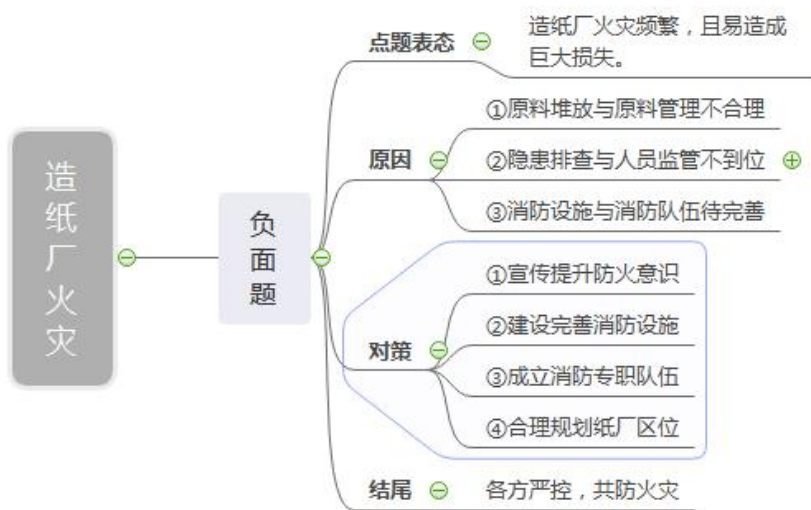 造纸厂火灾
负面题
点题表态
造纸厂火灾频繁，且易造成
巨大损失。
原因
①原料堆放与原料管理不合理
②隐患排查与人员监管不到位
③消防设施与消防队伍待完善
对策
①宣传提升防火意识
②建设完善消防设施
③成立消防专职队伍
④合理规划纸厂区位
结尾
各方严控，共防火灾